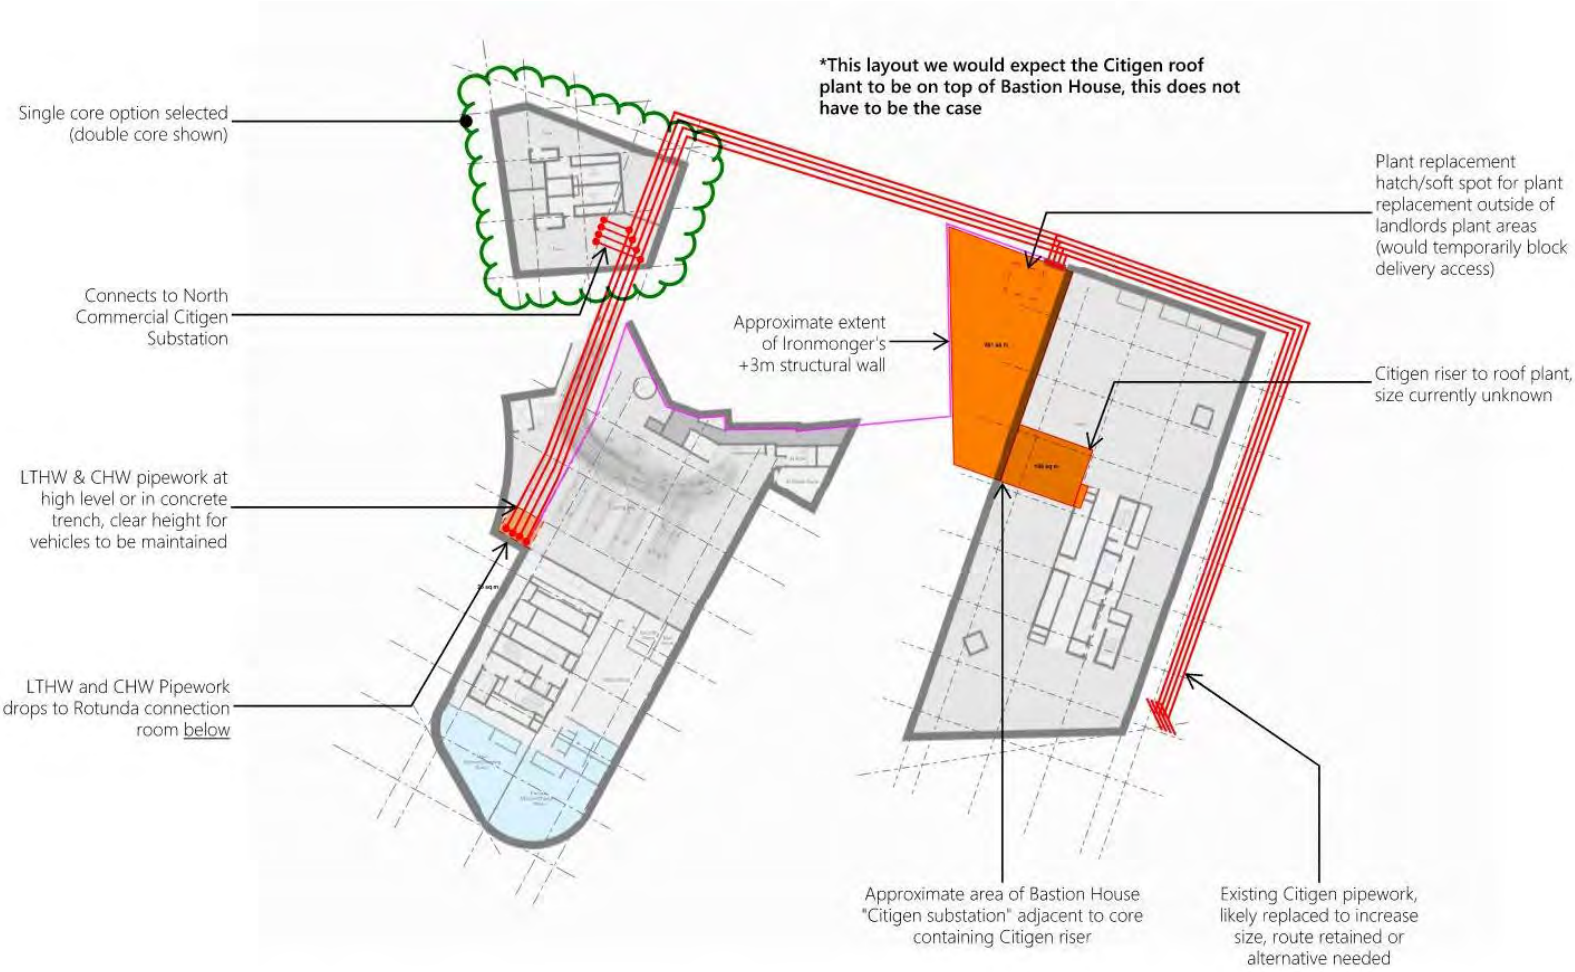 *This layout we would expect the Citigen roof
plant to be on top of Bastion House, this does not
have to be the case
Single core option selected
(double core shown)
Plant replacement
hatch/soft spot for plant
replacement outside of
landlords plant areas
(would temporarily block
delivery access)
Connects to North
Commercial Citigen
Substation
Approximate extent
of Ironmonger's
+3m structural wall
Citigen riser to roof plant,
size currently unknown
LTHW & CHW pipework at
high level or in concrete
trench, clear height for
vehicles to be maintained
LTHW and CHW Pipework
drops to Rotunda connection
room below
Approximate area of Bastion House
"Citigen substation" adjacent to core
containing Citigen riser
Existing Citigen pipework,
likely replaced to increase
size, route retained or
alternative needed